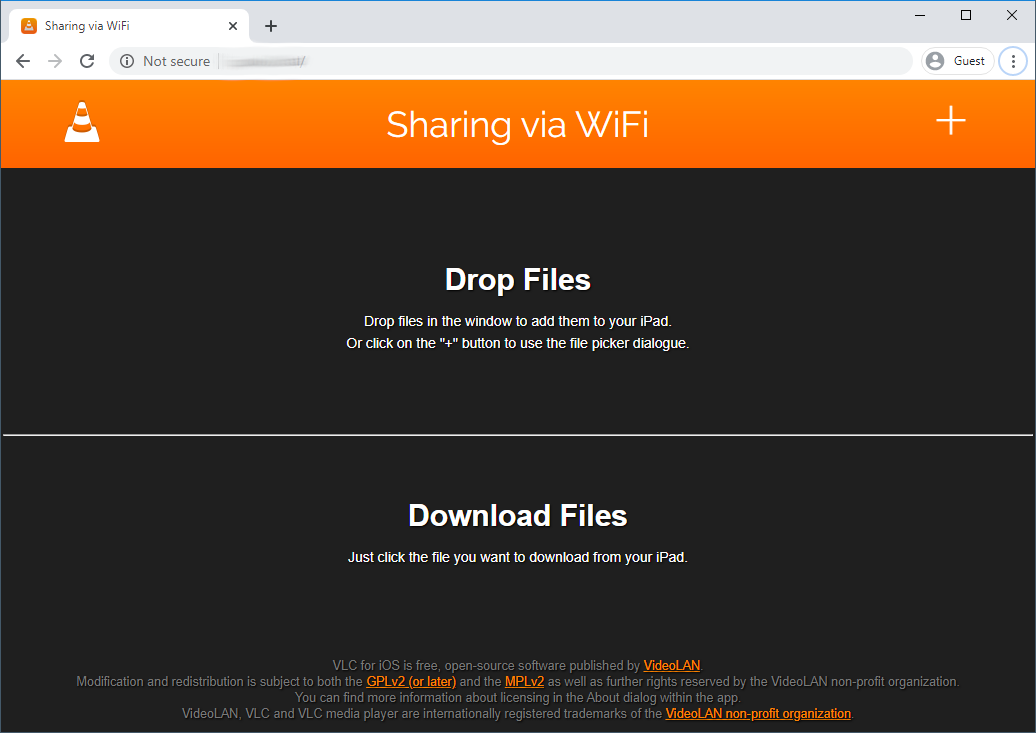 Sharing via WiFi
Not secure
Guest
Sharing via WiFi
Drop Files
Drop files in the window to add them to your iPad.
Or click on the "+" button to use the file picker dialogue.
Download Files
Just click the file you want to download from your iPad.
VLC for iOS is free, open-source software published by VideoLAN.
Modification and redistribution is subject to both the GPLv2 (or later) and the MPLv2 as well as further rights reserved by the VideoLAN non-profit organization.
You can find more information about licensing in the About dialog within the app.
VideoLAN, VLC and VLC media player are internationally registered trademarks of the VideoLAN non-profit organization.